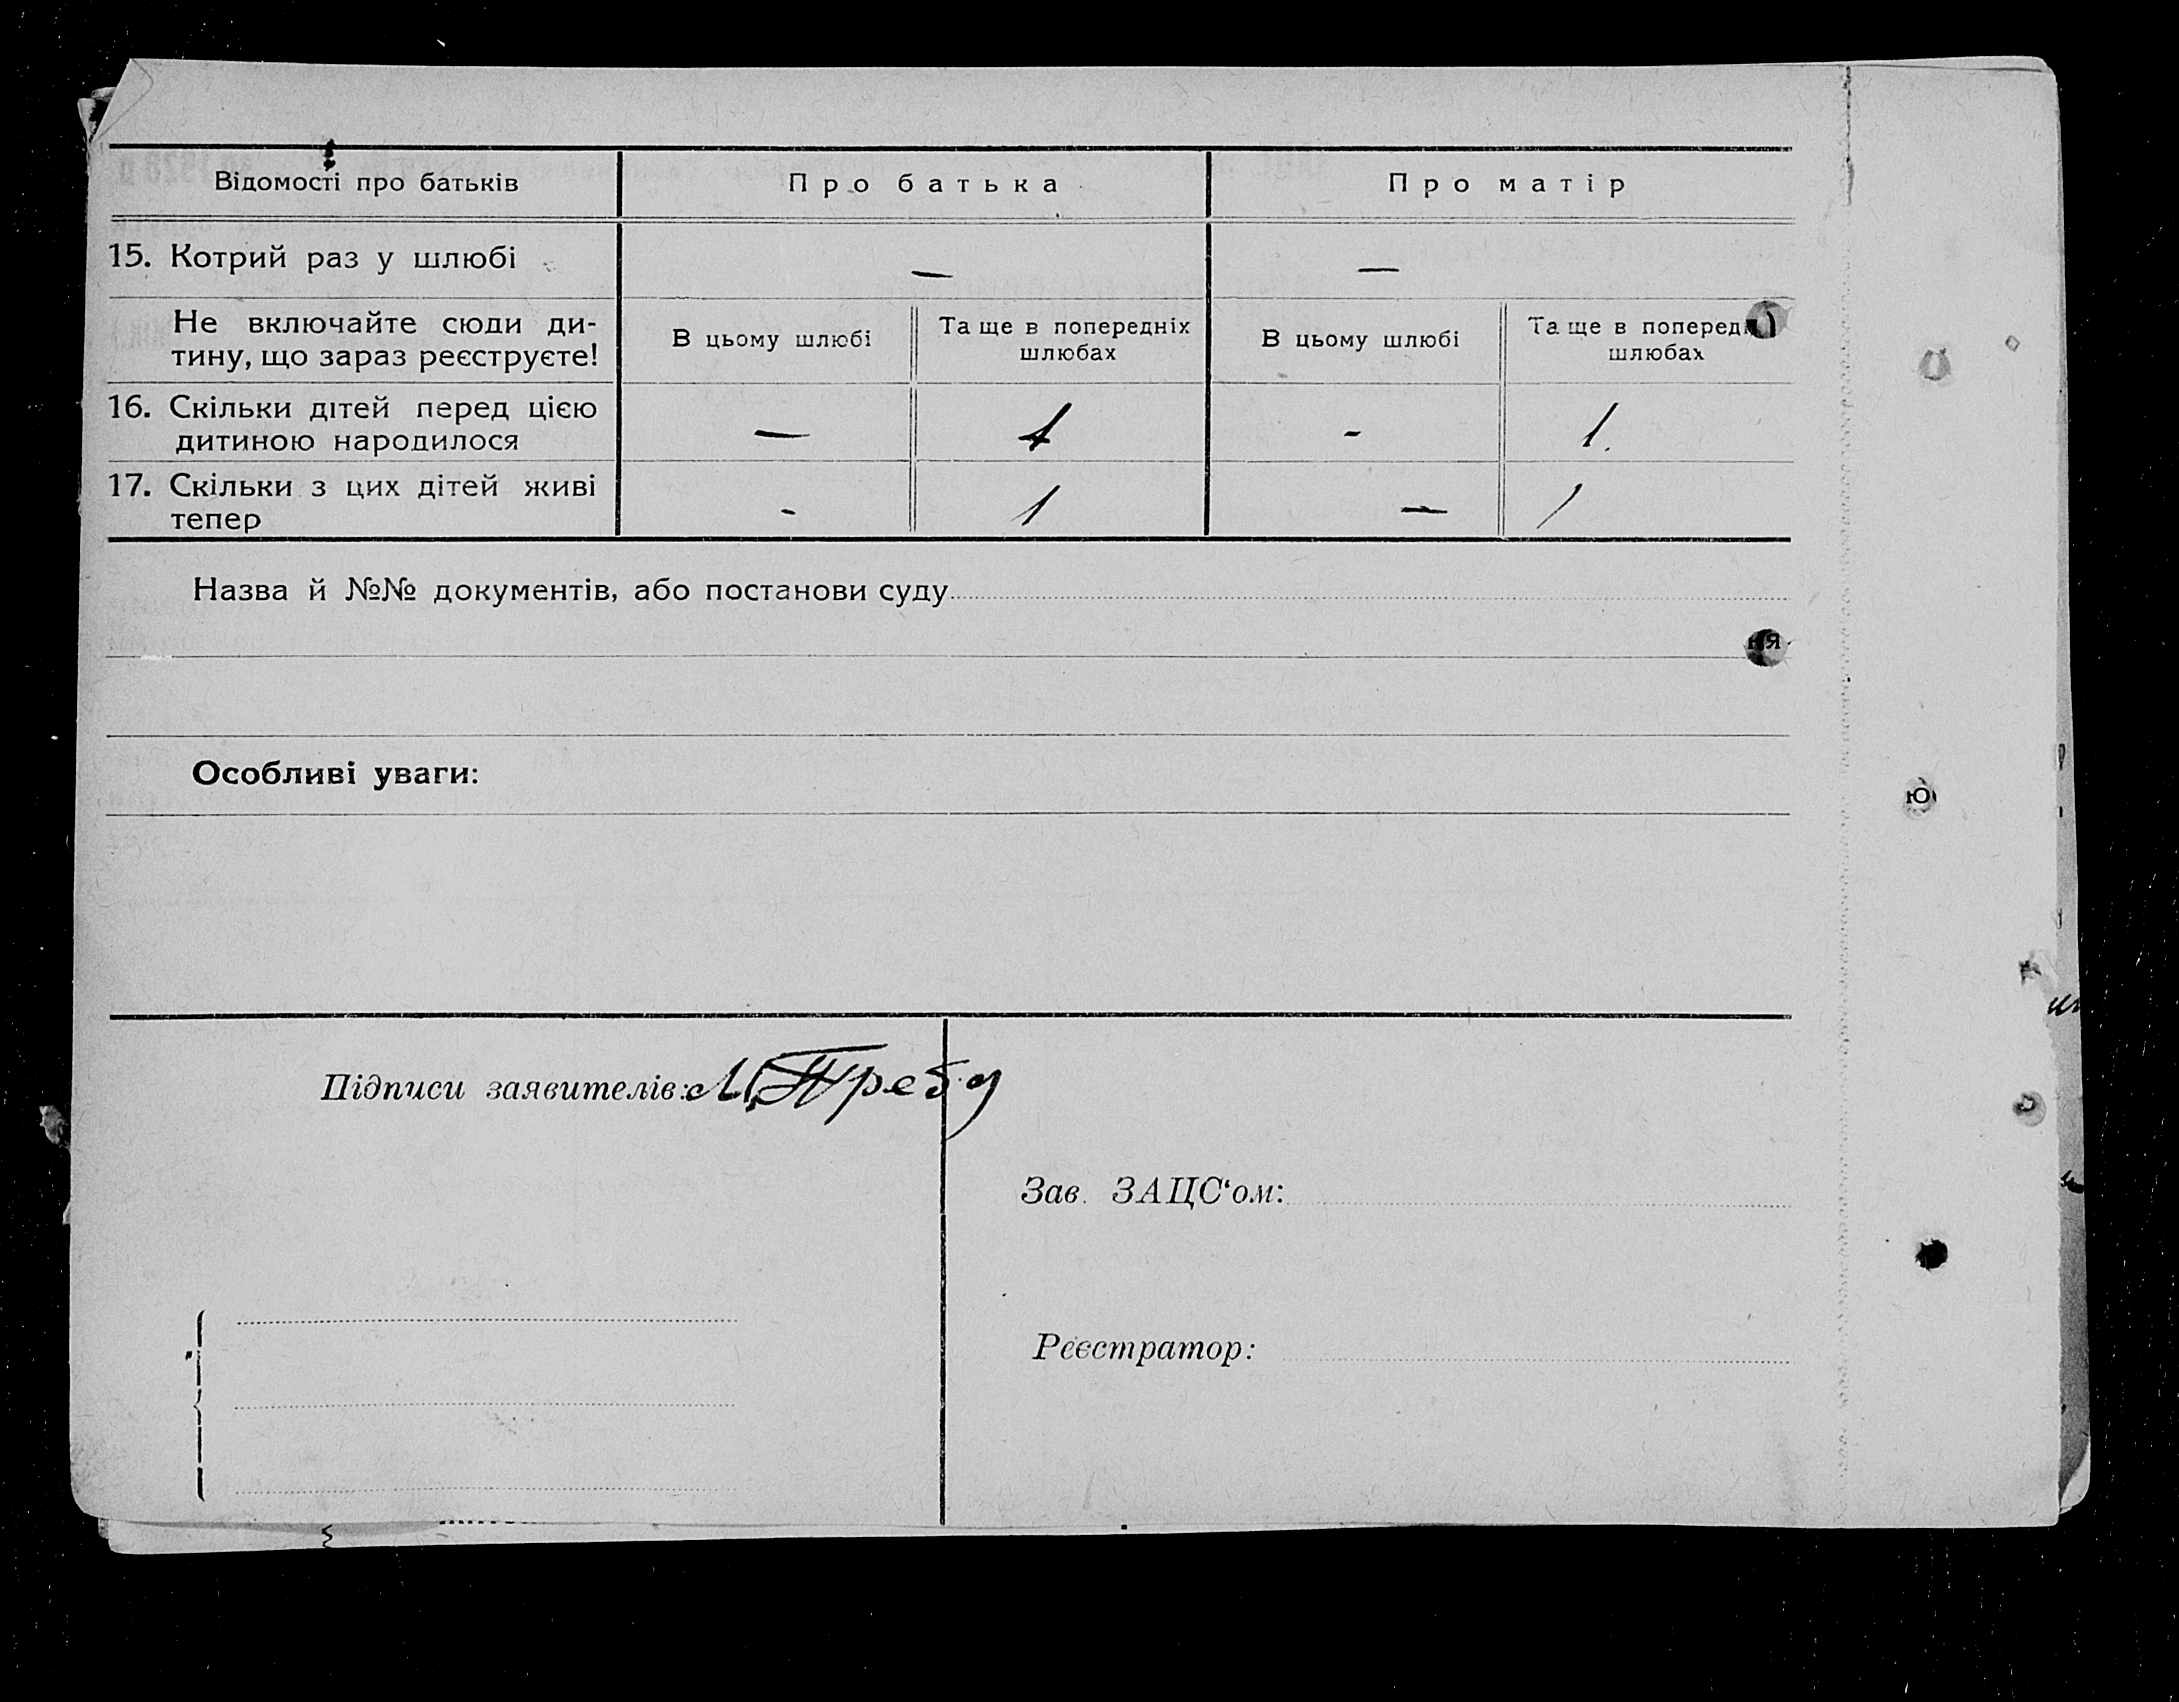 Відомості про батьків Про батька Про матір
15. Котрий раз у шлюбі — —
Не включайте сюди ди-
тину, що зараз реєструєте!
В цьому шлюбі
Та ще в попередніх
шлюбах
В цьому шлюбі
Та ще в поперед
шлюбах
16. Скільки дітей перед цією
дитиною народилося
— 1 - 1.
17. Скільки з цих дітей живі
тепер
- 1 — 1
Назва й №№ документів, або постанови суду
ня
Особливі уваги:
ю
Підписи заявителів:
Зав. ЗАЦС‘ом:
Реєстратор: